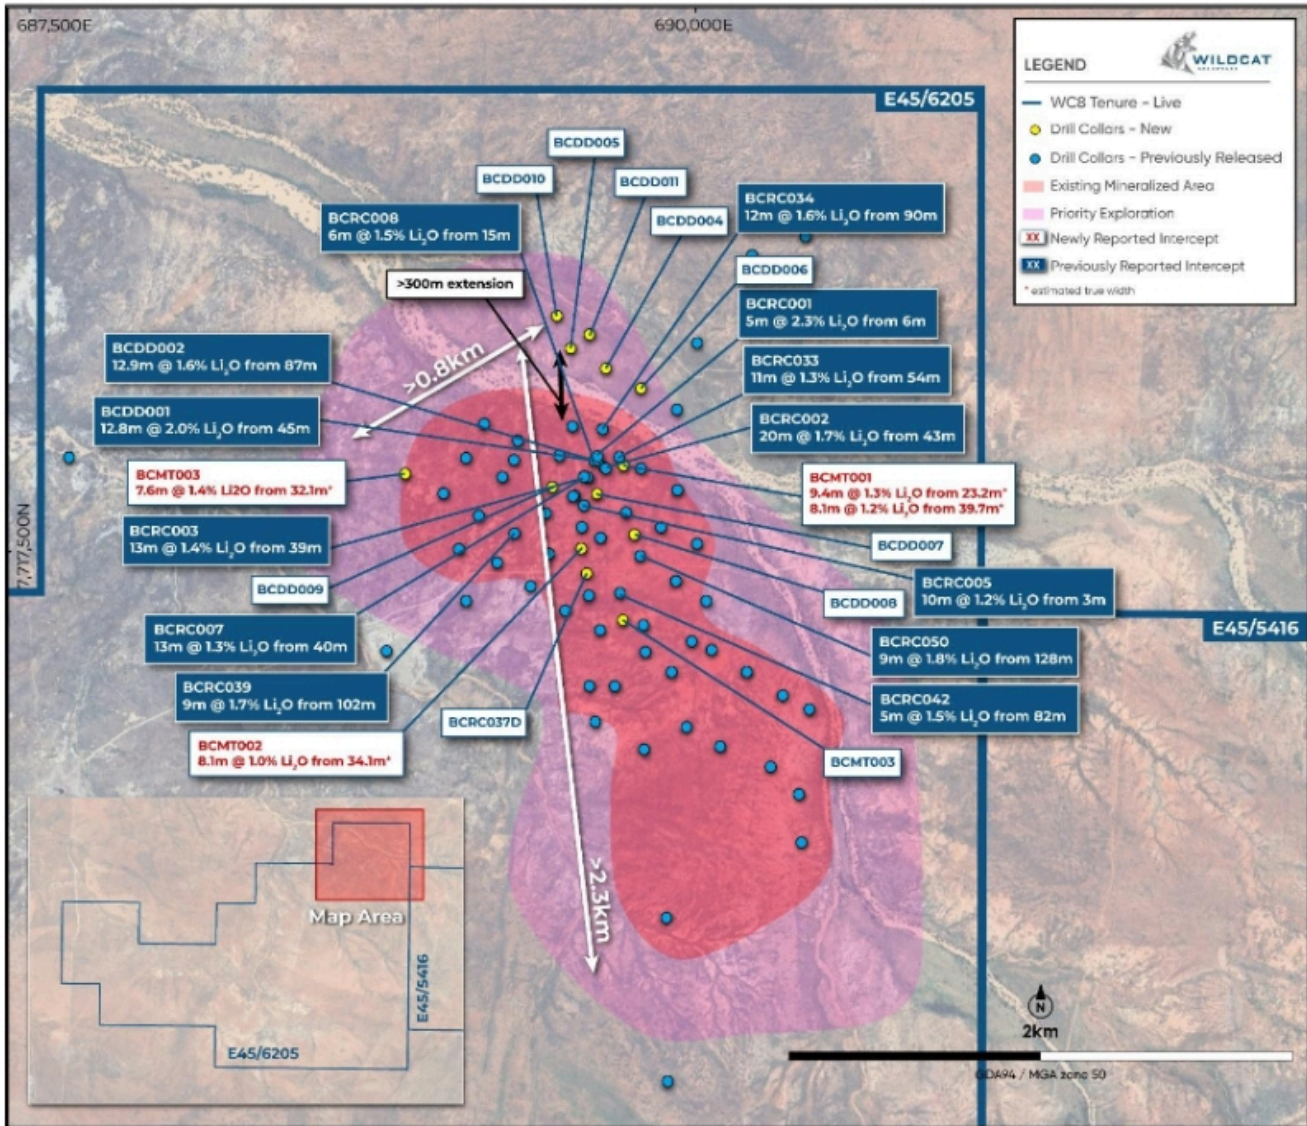 687,500E
690,000E
LEGEND
WILDCAT
WC8 Tenure - Live
Drill Collars - New
Drill Collars - Previously Released
Existing Mineralized Area
Priority Exploration
XX Newly Reported Intercept
XX Previously Reported Intercept
* estimated true width
E45/6205
BCDD005
BCDD010
BCDD011
BCDD004
BCRC034
12m @ 1.6% Li₂O from 90m
BCRC008
6m @ 1.5% Li₂O from 15m
BCDD006
>300m extension
BCRC001
5m @ 2.3% Li₂O from 6m
>0.8km
BCDD002
12.9m @ 1.6% Li₂O from 87m
BCRC033
11m @ 1.3% Li₂O from 54m
BCDD001
12.8m @ 2.0% Li₂O from 45m
BCRC002
20m @ 1.7% Li₂O from 43m
BCMT003
7.6m @ 1.4% Li2O from 32.1m*
BCMT001
9.4m @ 1.3% Li₂O from 23.2m*
8.1m @ 1.2% Li₂O from 39.7m*
7,717,500N
BCRC003
13m @ 1.4% Li₂O from 39m
BCDD007
BCDD009
BCRC005
10m @ 1.2% Li₂O from 3m
BCDD008
E45/5416
BCRC007
13m @ 1.3% Li₂O from 40m
BCRC050
9m @ 1.8% Li₂O from 128m
BCRC039
9m @ 1.7% Li₂O from 102m
BCRC042
5m @ 1.5% Li₂O from 82m
BCRC037D
BCMT002
8.1m @ 1.0% Li₂O from 34.1m*
BCMT003
>2.3km
Map Area
E45/5416
E45/6205
N
2km
GDA94 / MGA zone 50